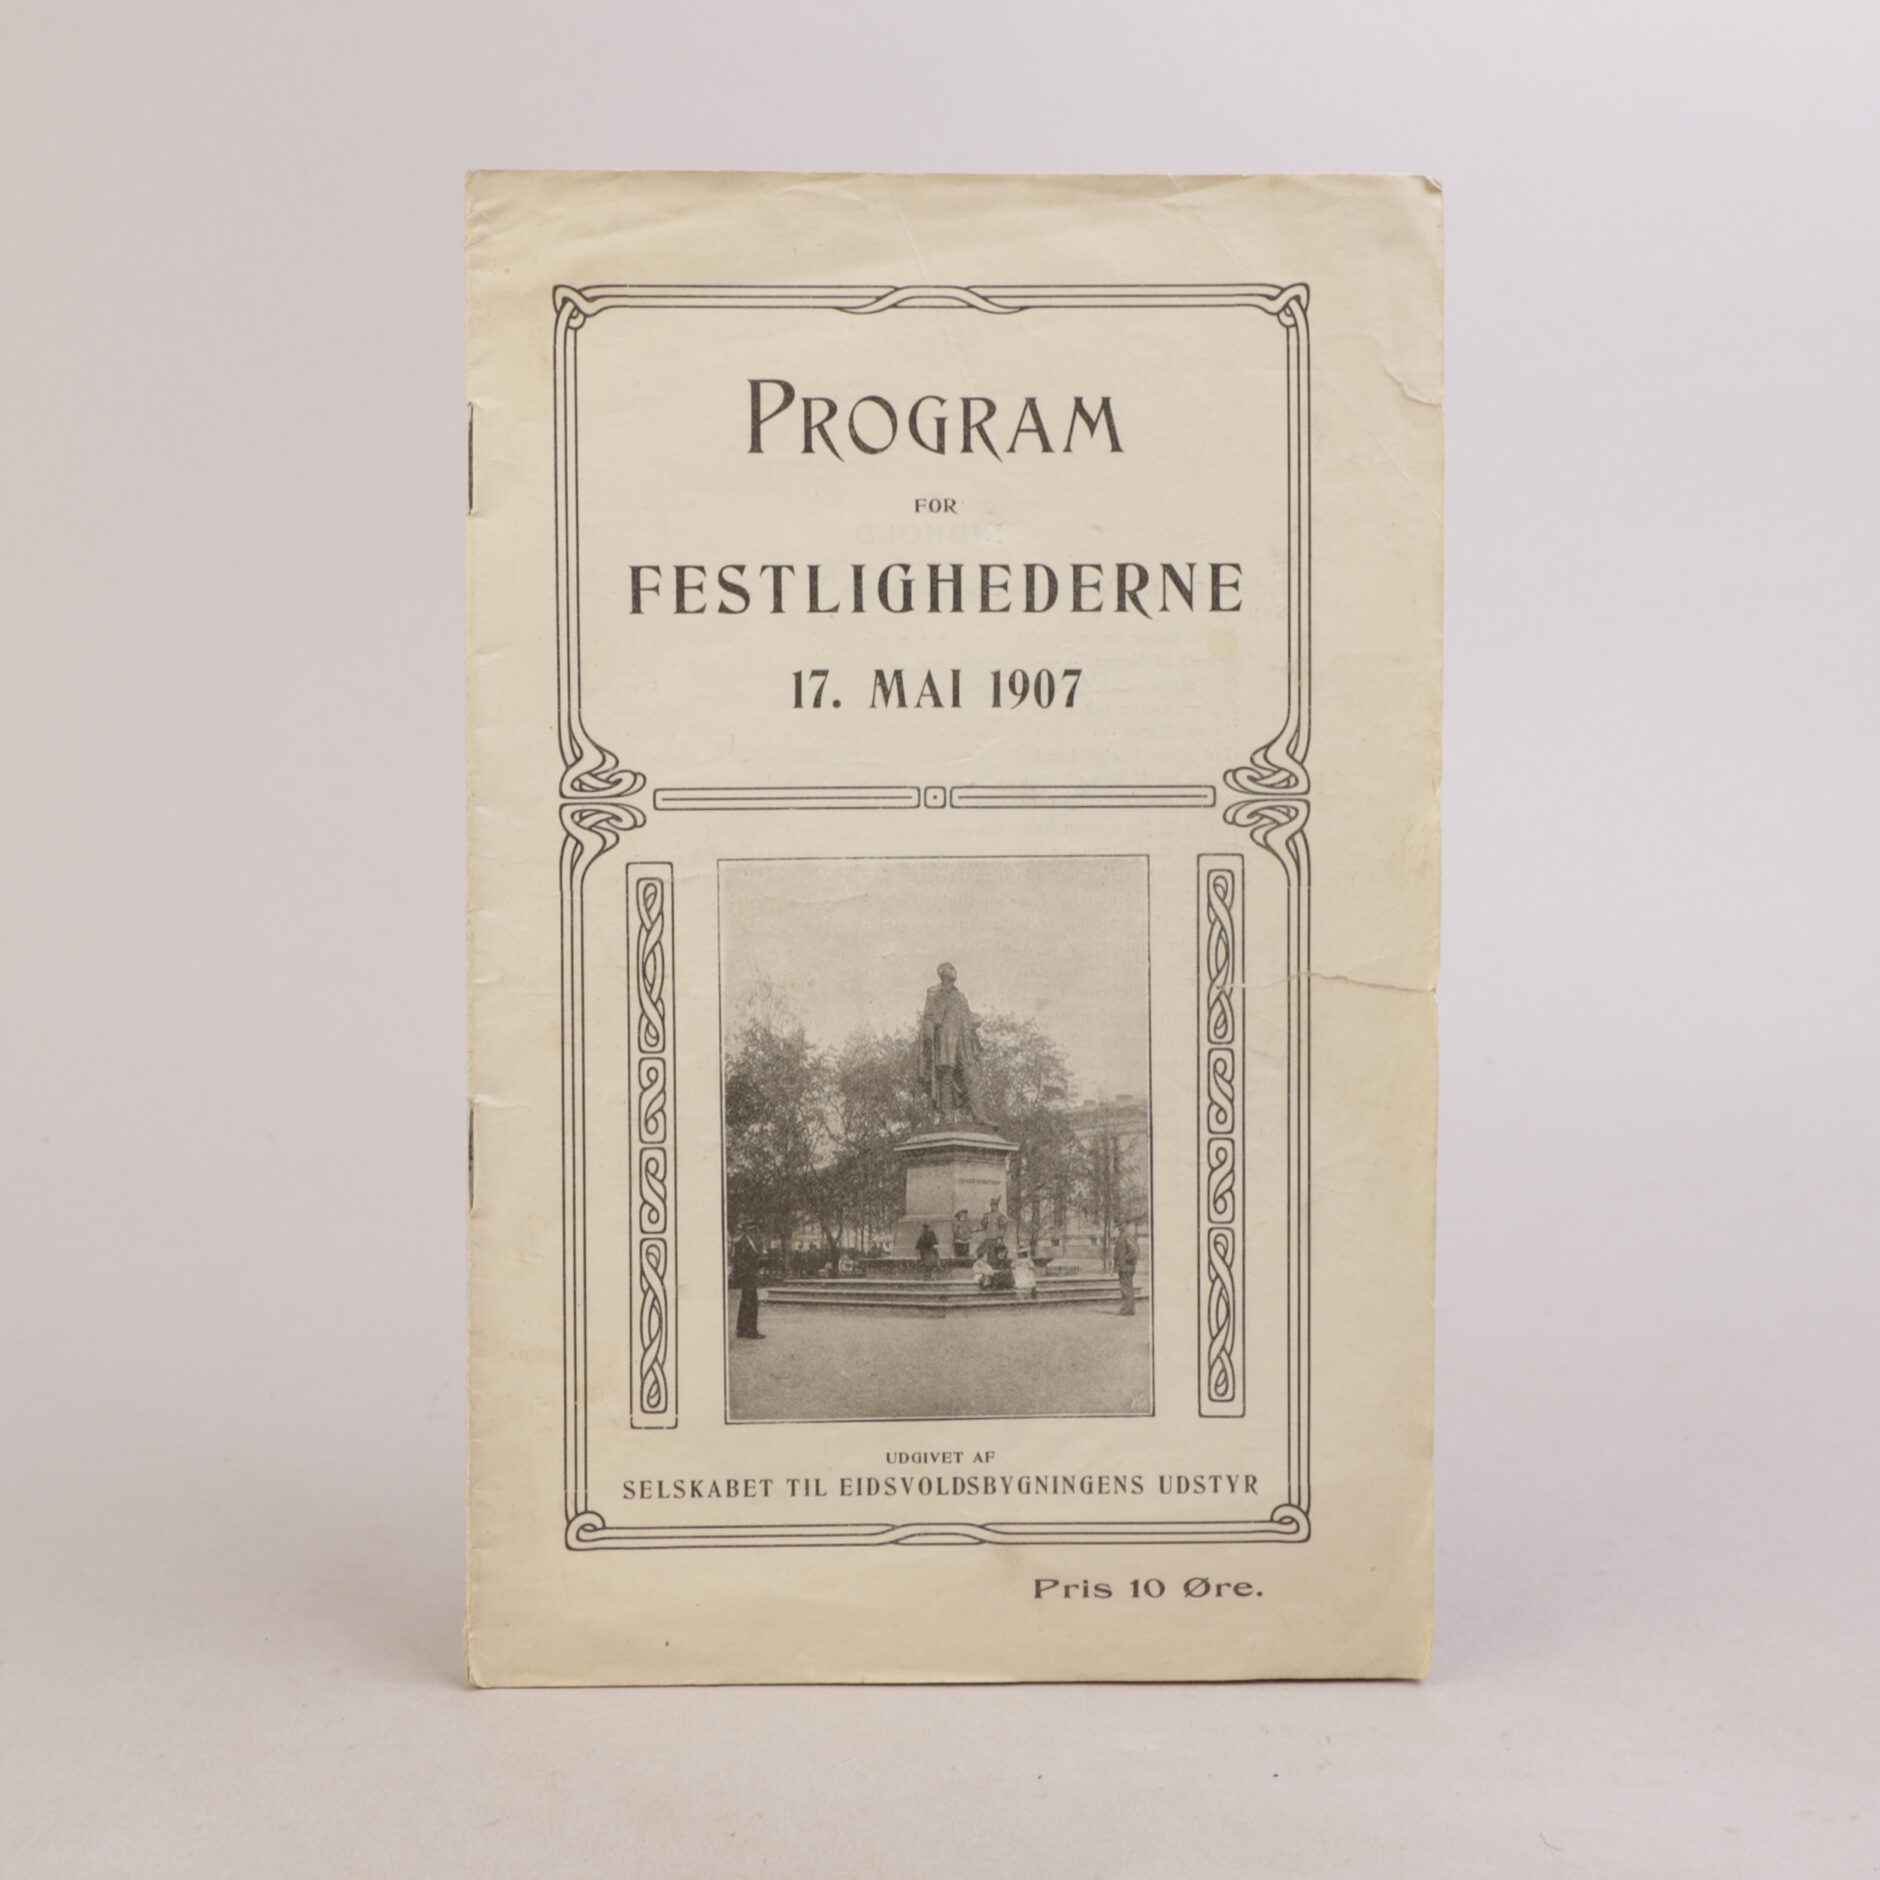 PROGRAM
FOR
FESTLIGHEDERNE
17. MAI 1907
UDGIVET AF
SELSKABET TIL EIDSVOLDSBYGNINGENS UDSTYR
Pris 10 Øre.